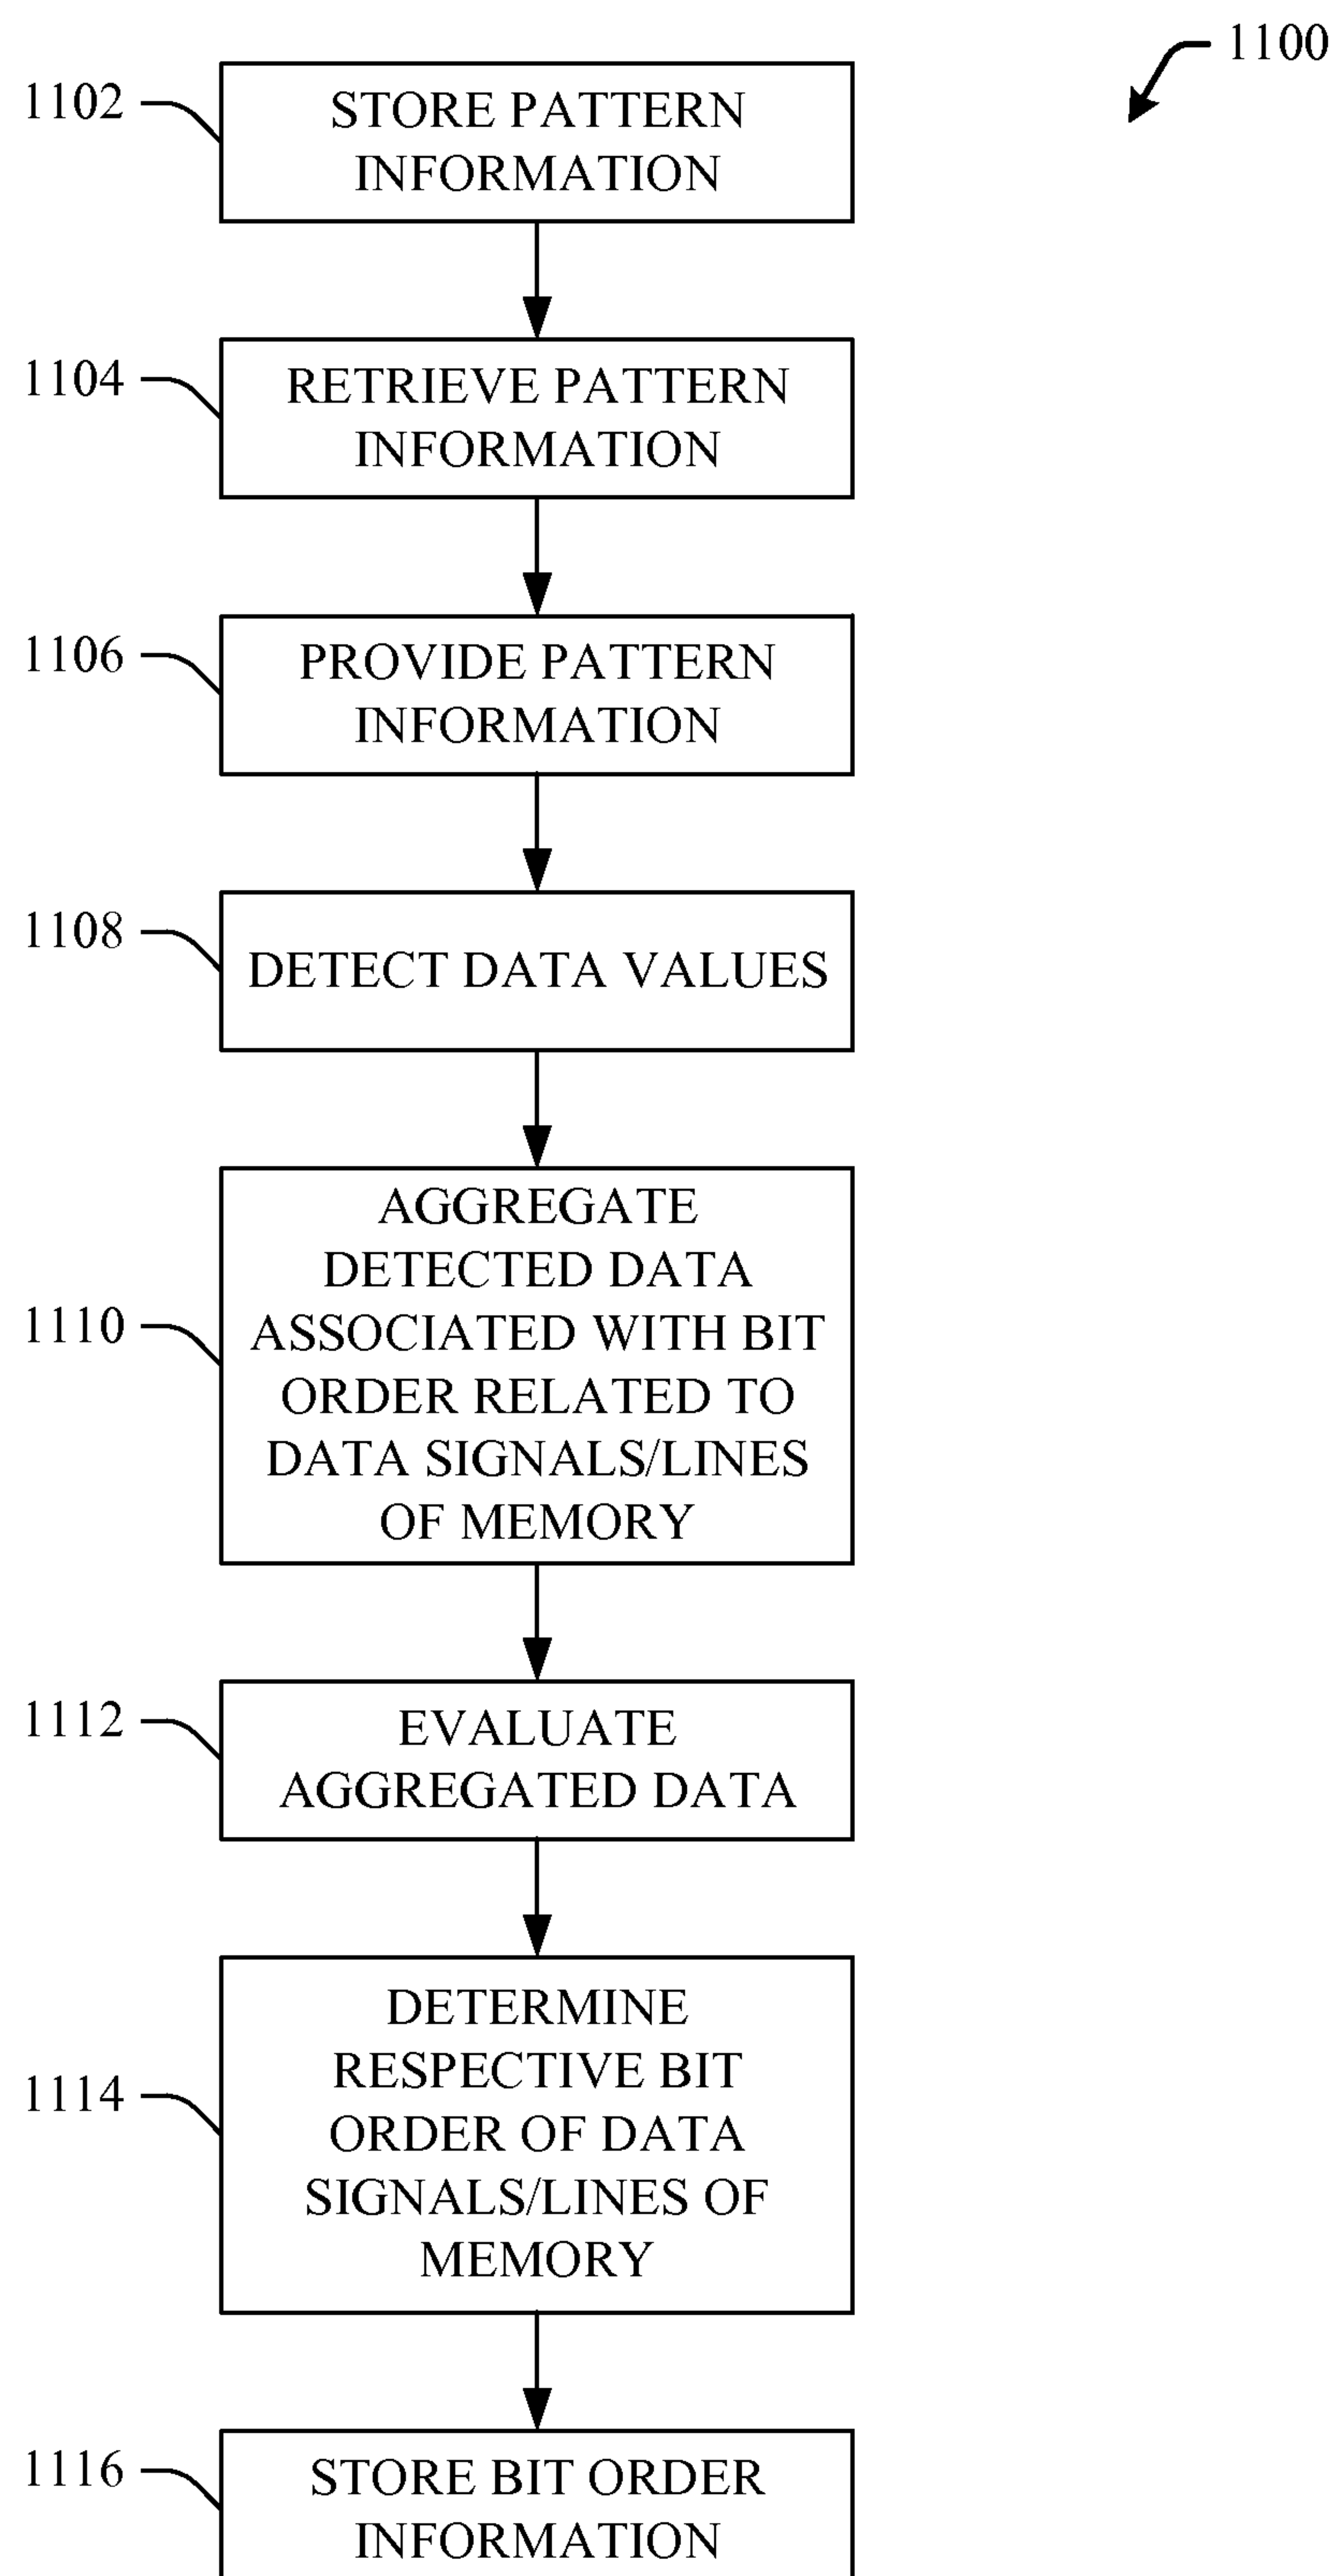 1100
1102
STORE PATTERN
INFORMATION
1104
RETRIEVE PATTERN
INFORMATION
1106
PROVIDE PATTERN
INFORMATION
1108
DETECT DATA VALUES
1110
AGGREGATE
DETECTED DATA
ASSOCIATED WITH BIT
ORDER RELATED TO
DATA SIGNALS/LINES
OF MEMORY
1112
EVALUATE
AGGREGATED DATA
1114
DETERMINE
RESPECTIVE BIT
ORDER OF DATA
SIGNALS/LINES OF
MEMORY
1116
STORE BIT ORDER
INFORMATION